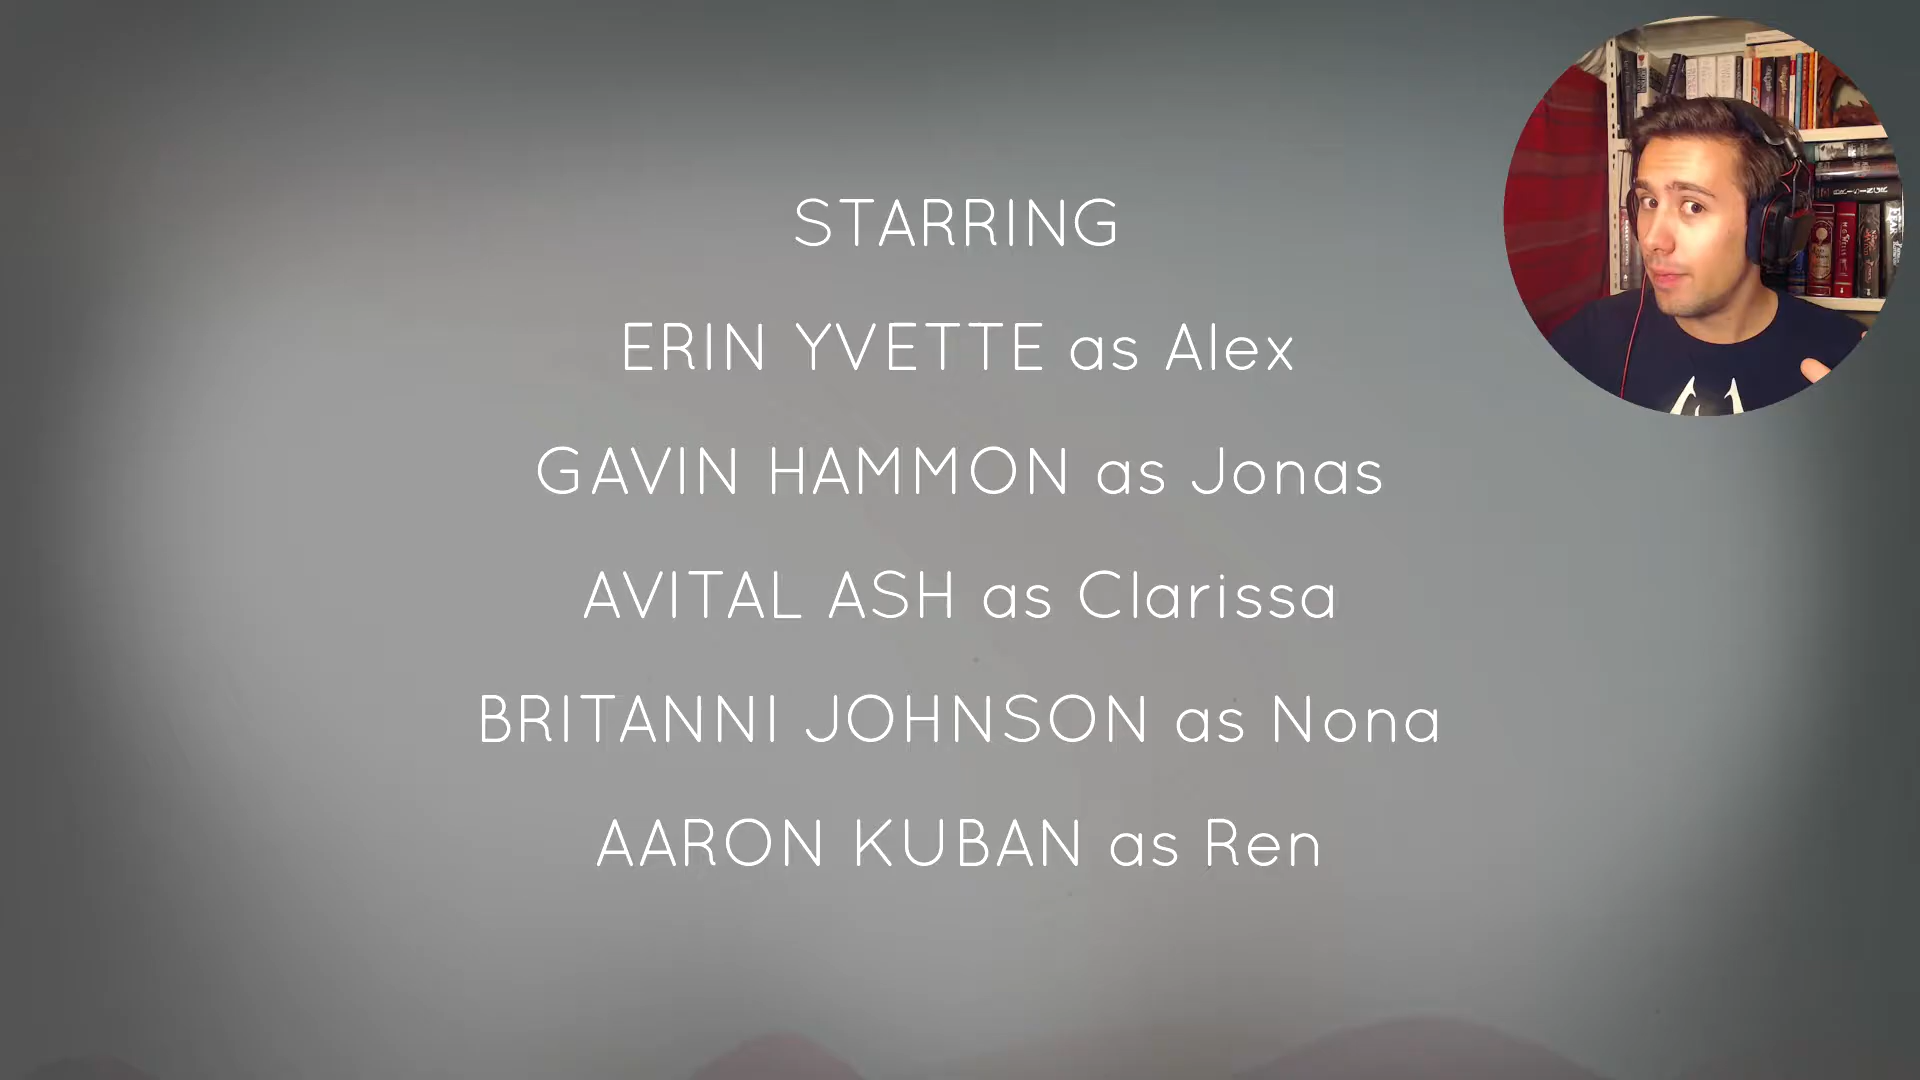 STARRING
ERIN YVETTE as Alex
GAVIN HAMMON as Jonas
AVITAL ASH as Clarissa
BRITANNI JOHNSON as Nona
AARON KUBAN as Ren